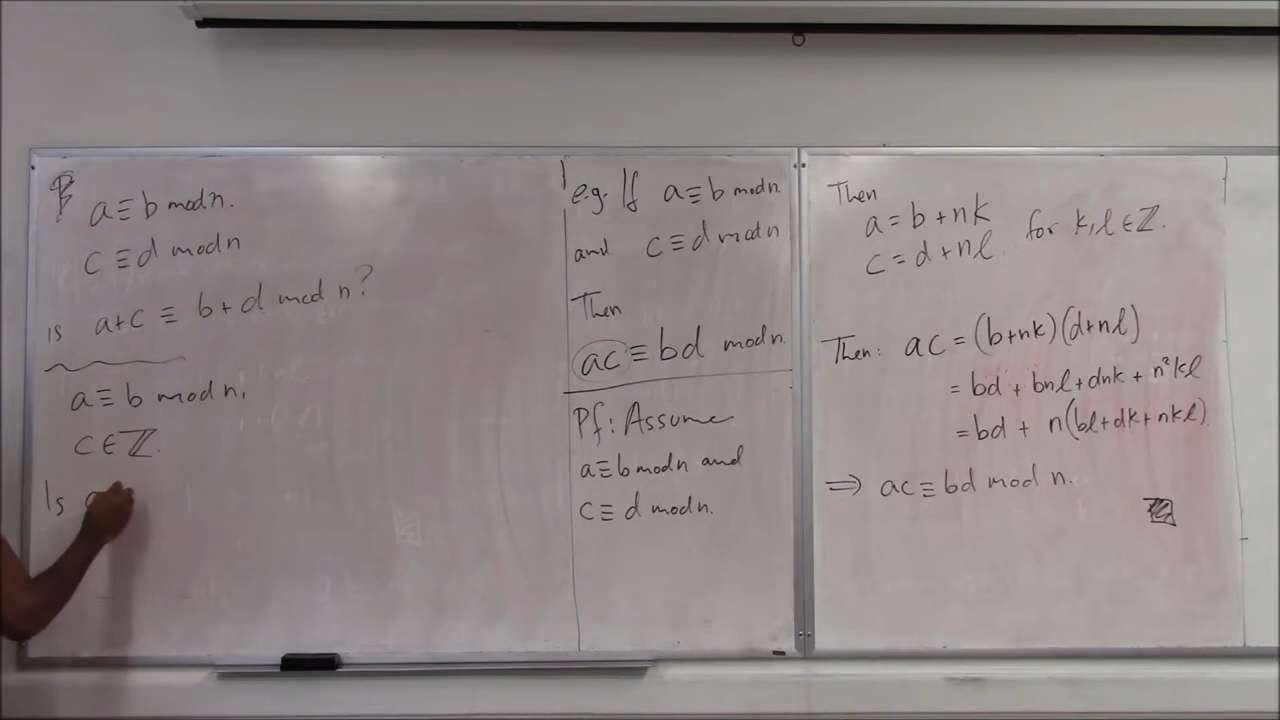 a ≡ b mod n.
c ≡ d mod n
is a+c ≡ b+d mod n?
a ≡ b mod n,
c ∈ ℤ.
Is a
e.g. If a ≡ b mod n
and c ≡ d mod n
Then
ac ≡ bd mod n.
Pf: Assume
a ≡ b mod n and
c ≡ d mod n.
Then
a = b + nk
c = d + nl for k, l ∈ ℤ.
Then: ac = (b+nk)(d+nl)
= bd + bnl + dnk + n²kl
= bd + n(bl+dk+nkl)
⇒ ac ≡ bd mod n.